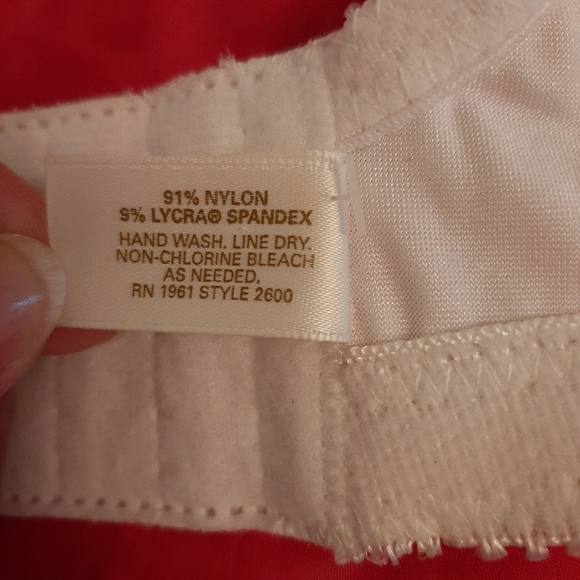 91% NYLON
9% LYCRA® SPANDEX
HAND WASH. LINE DRY.
NON-CHLORINE BLEACH
AS NEEDED.
RN 1961 STYLE 2600